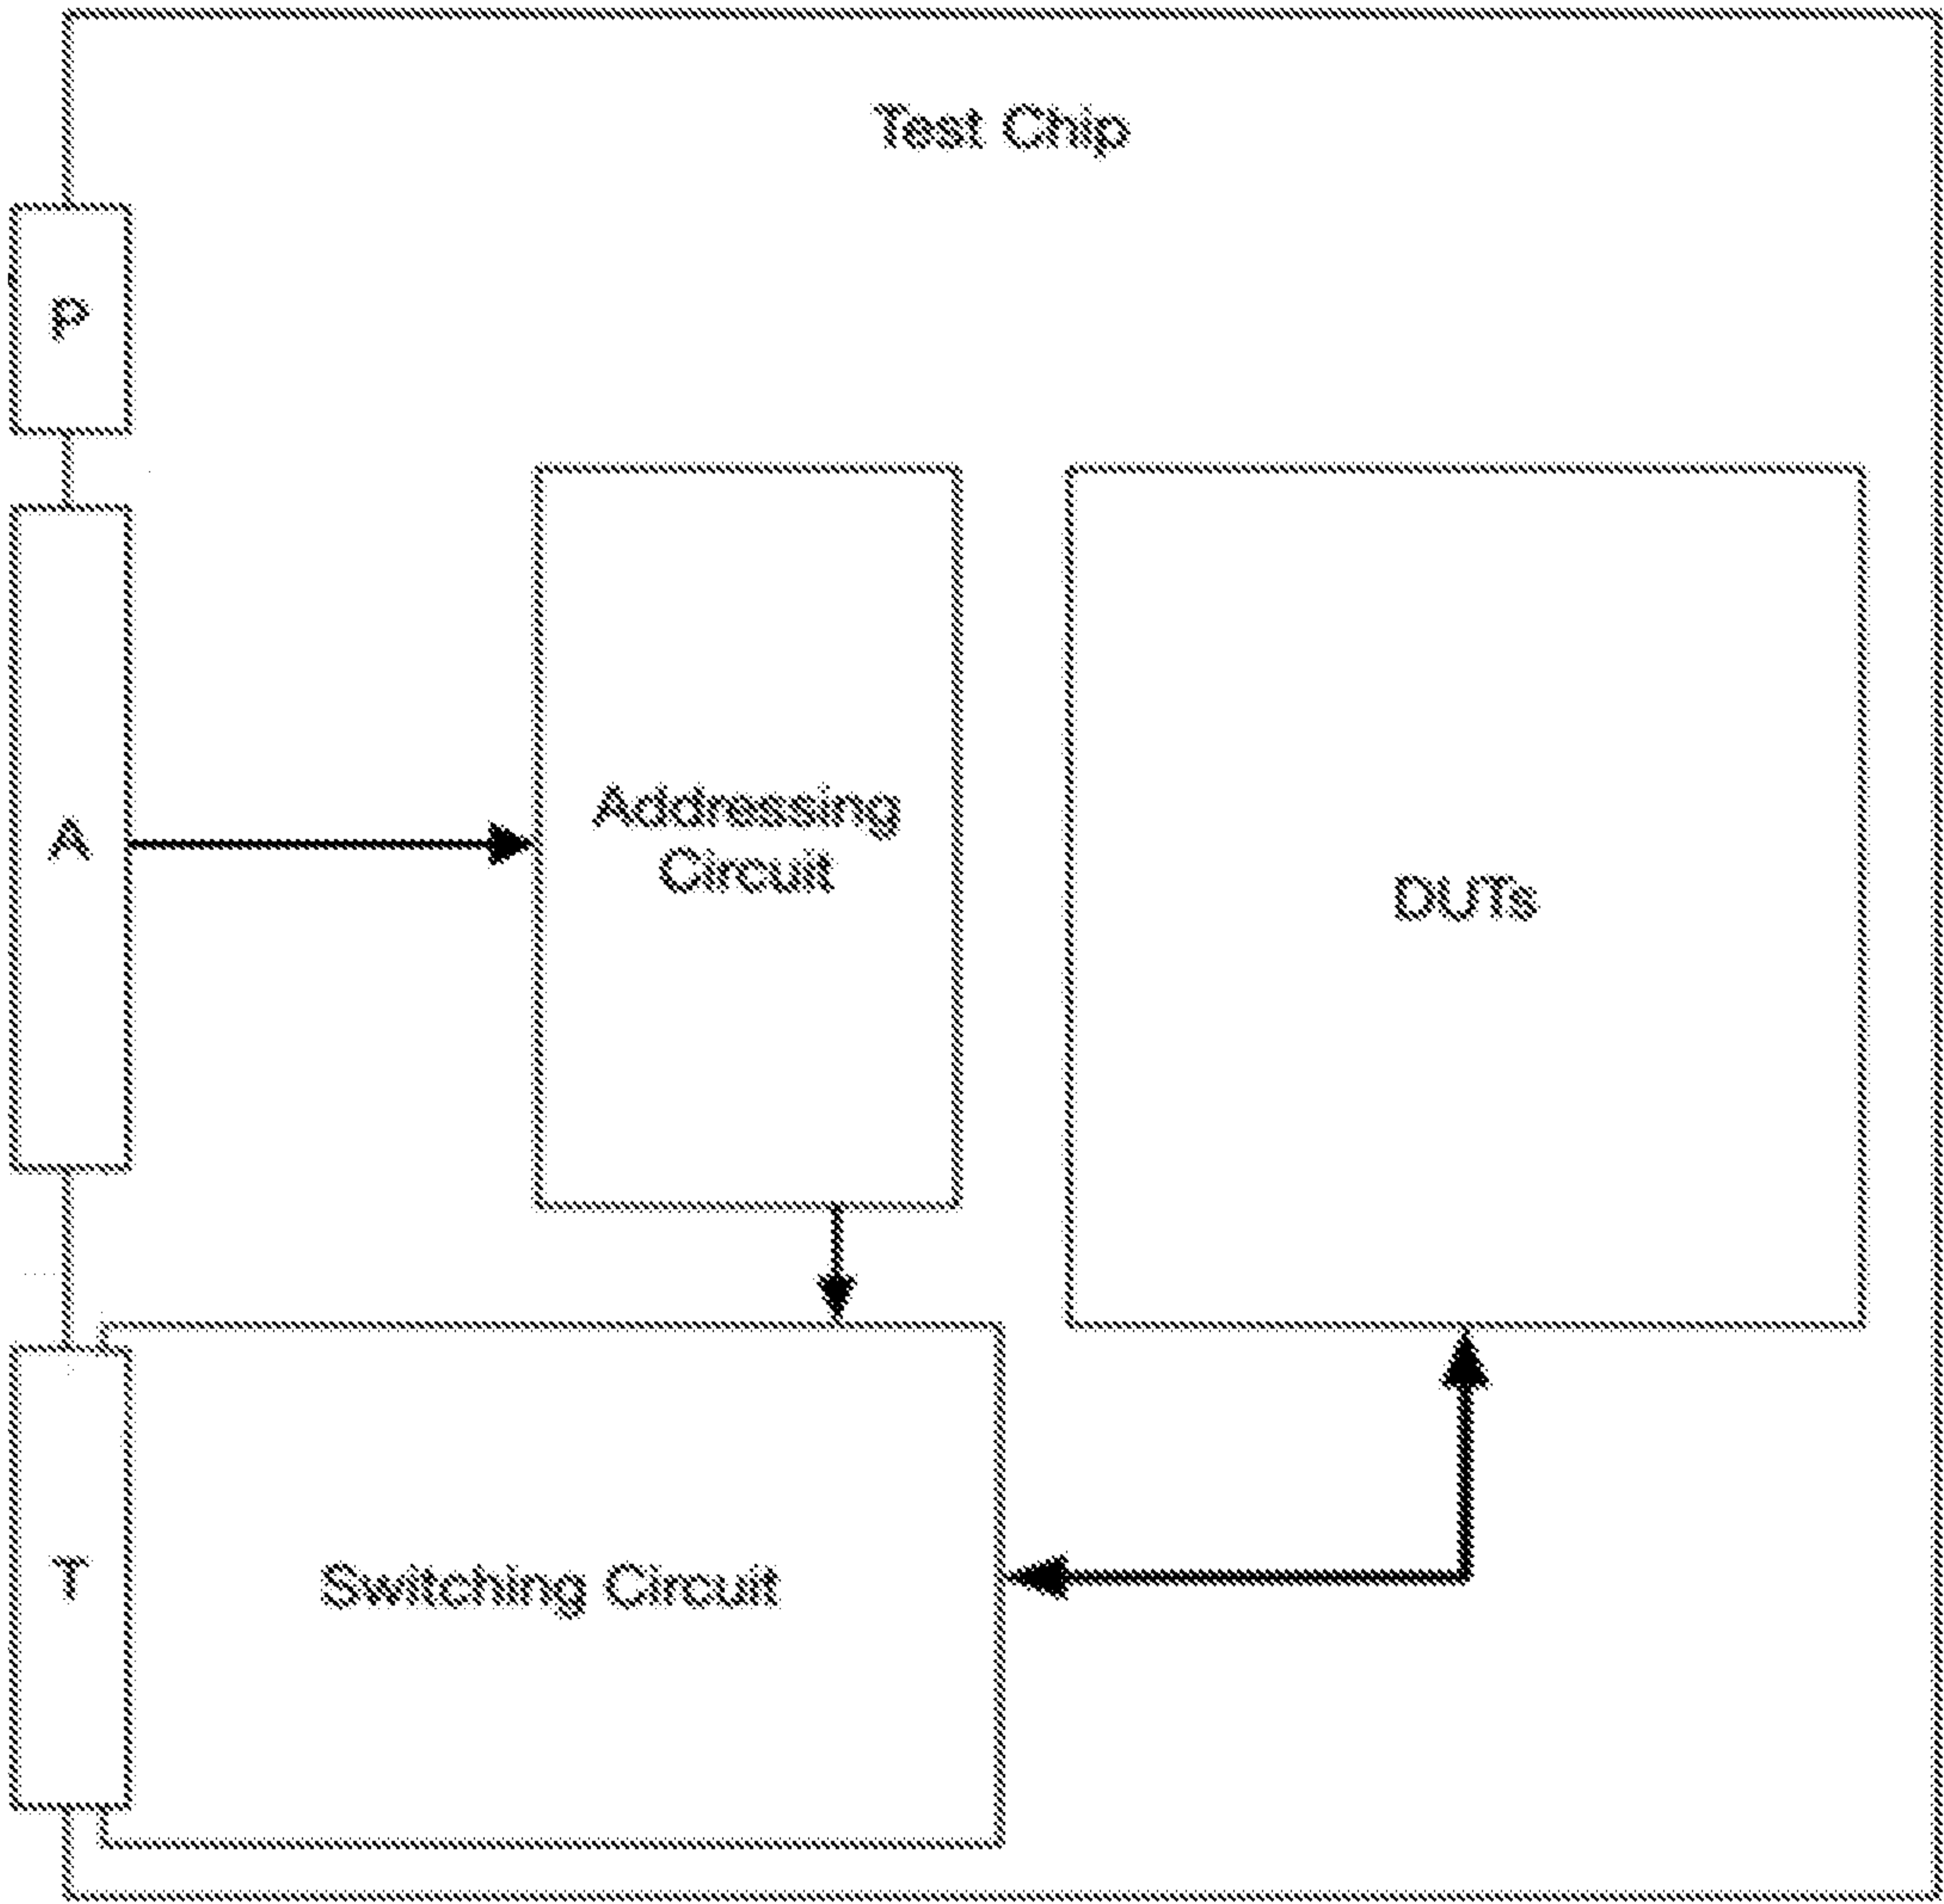 Test Chip
P
A
Addressing
Circuit
DUTs
T
Switching Circuit